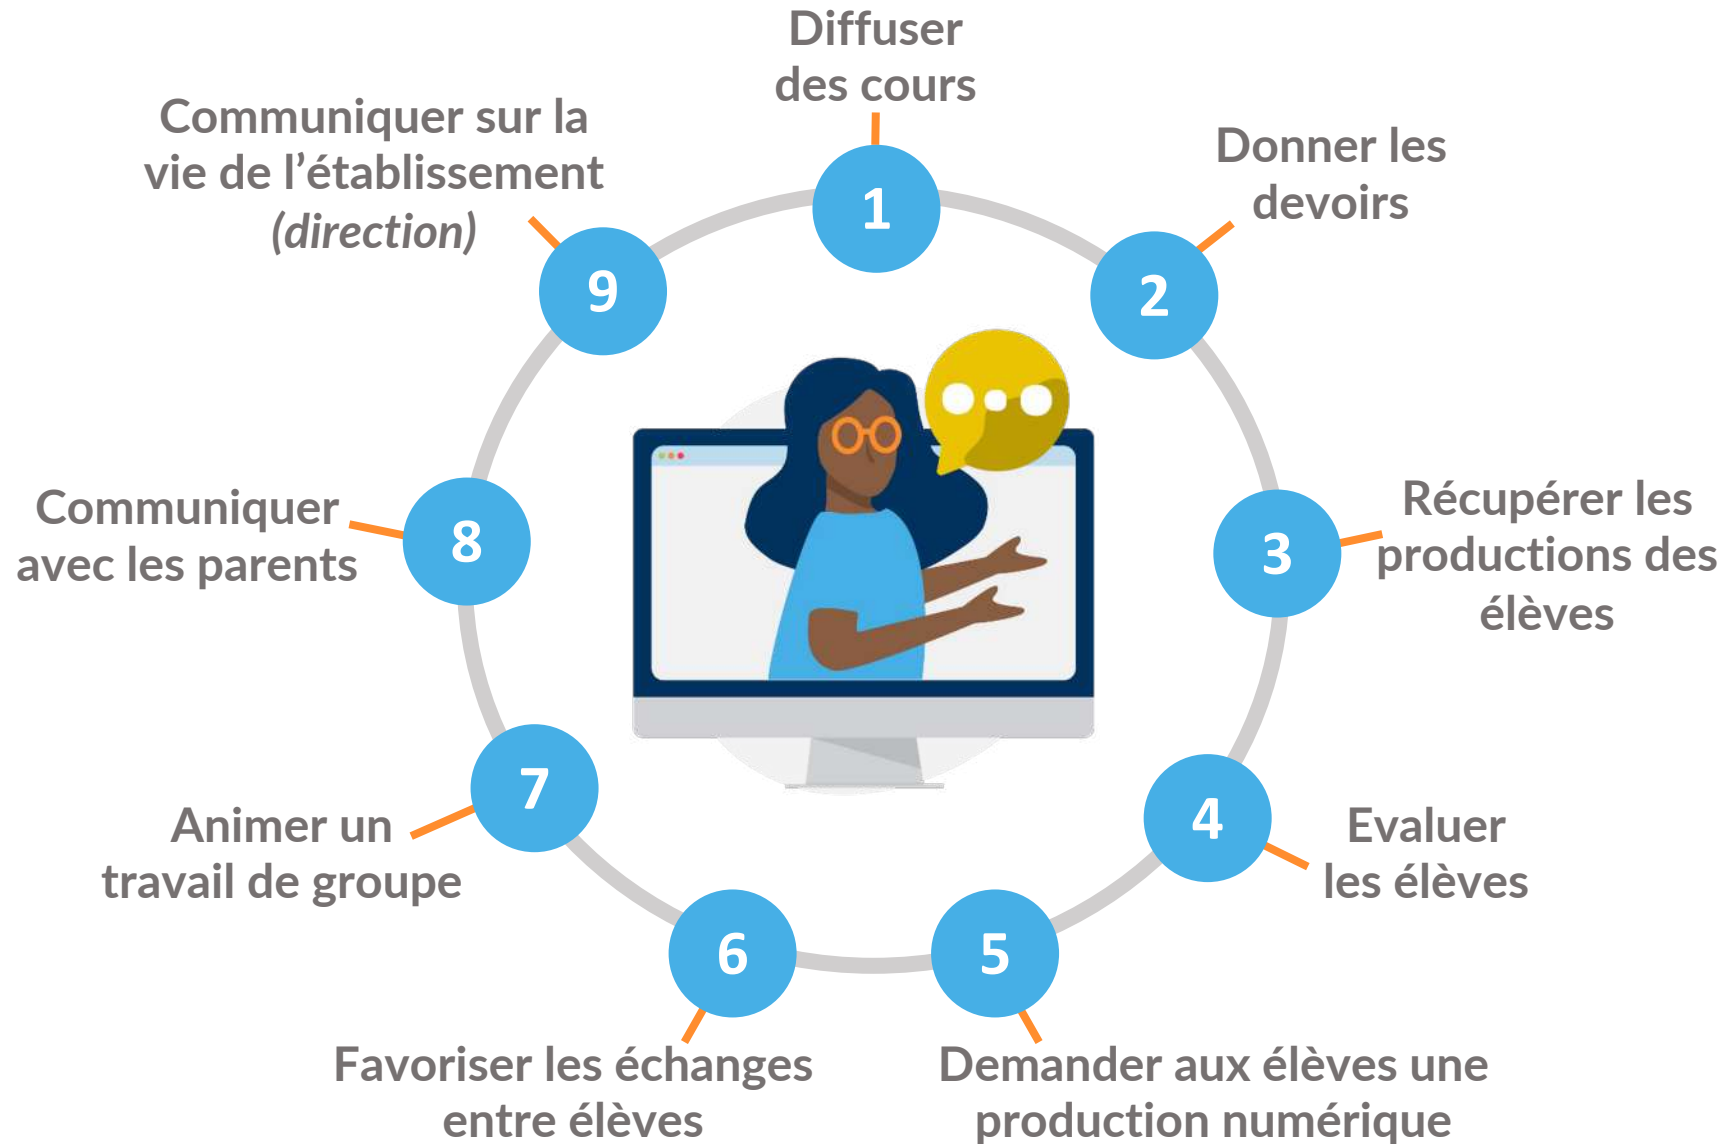 Diffuser
des cours
1
Donner les
devoirs
2
Récupérer les
productions des
élèves
3
Evaluer
les élèves
4
Demander aux élèves une
production numérique
5
Favoriser les échanges
entre élèves
6
Animer un
travail de groupe
7
Communiquer
avec les parents
8
Communiquer sur la
vie de l’établissement
(direction)
9